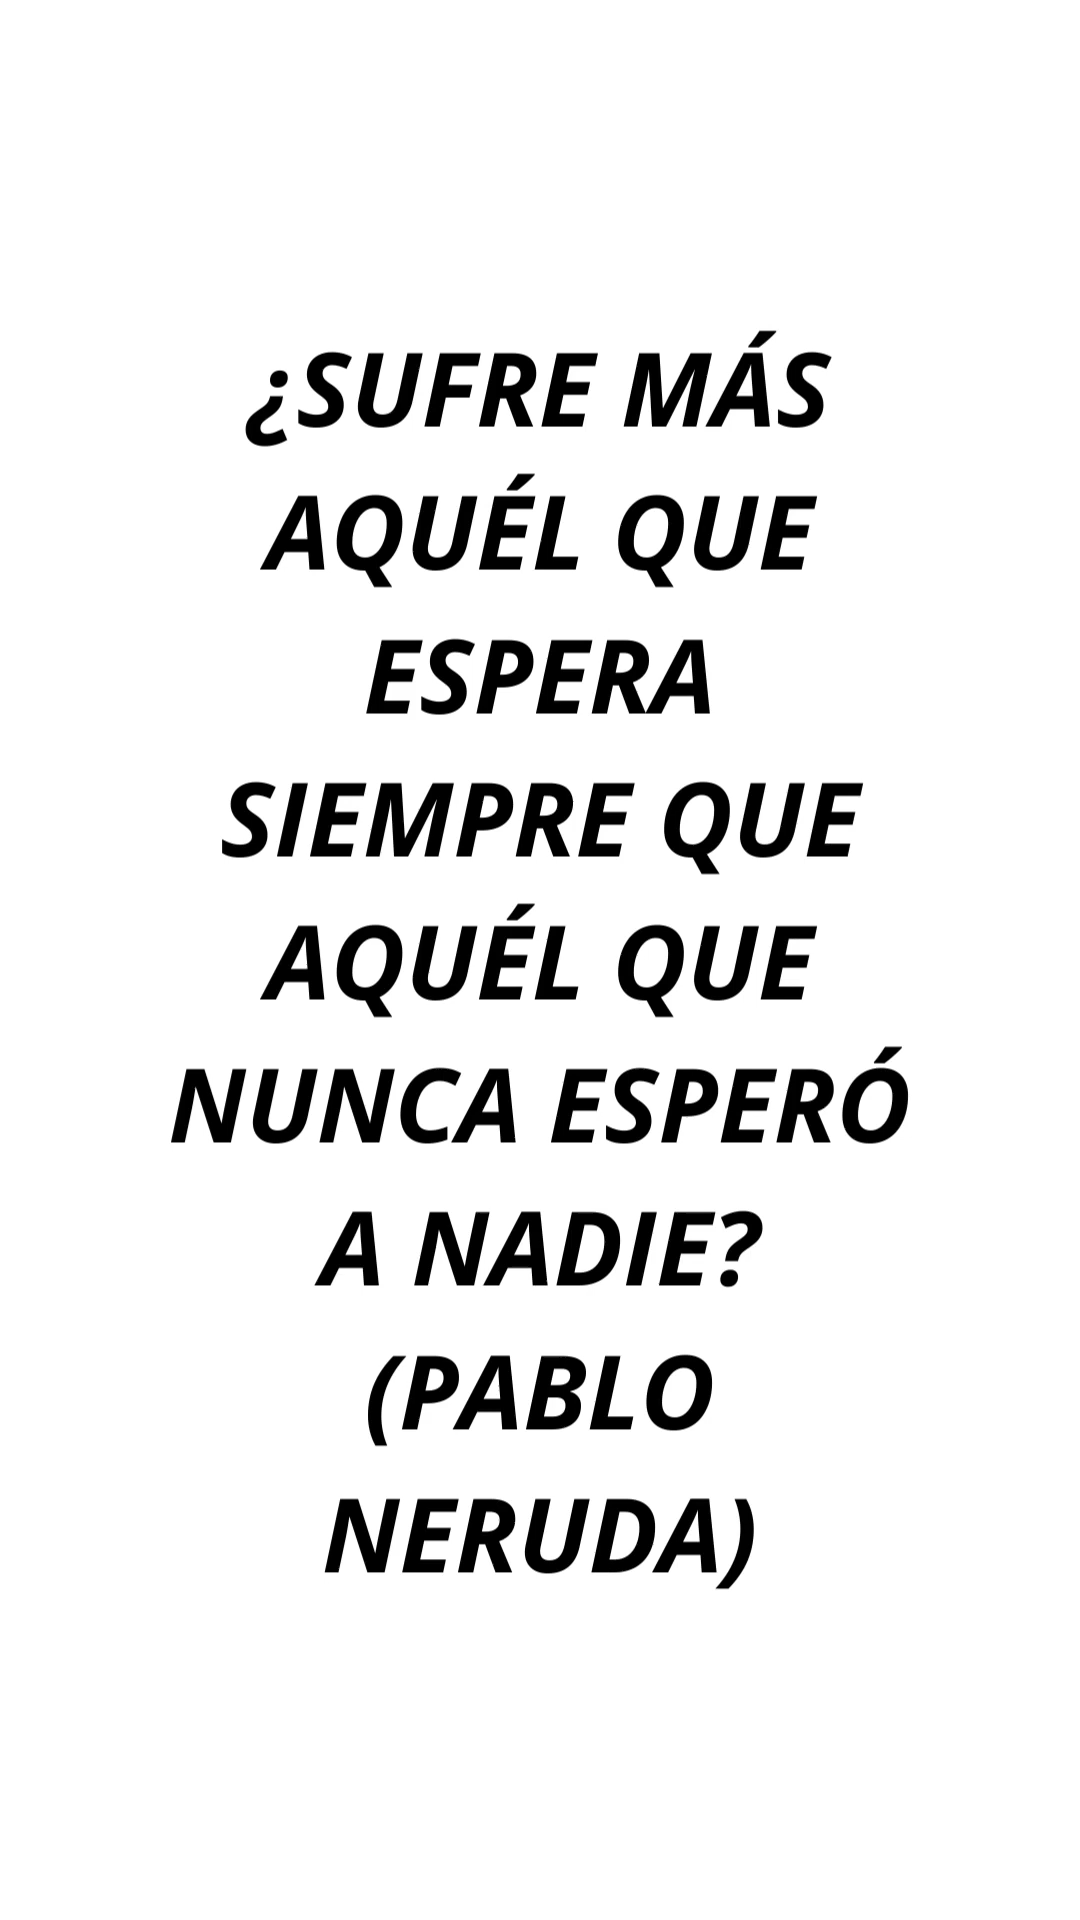 ¿SUFRE MÁS
AQUÉL QUE
ESPERA
SIEMPRE QUE
AQUÉL QUE
NUNCA ESPERÓ
A NADIE?
(PABLO
NERUDA)